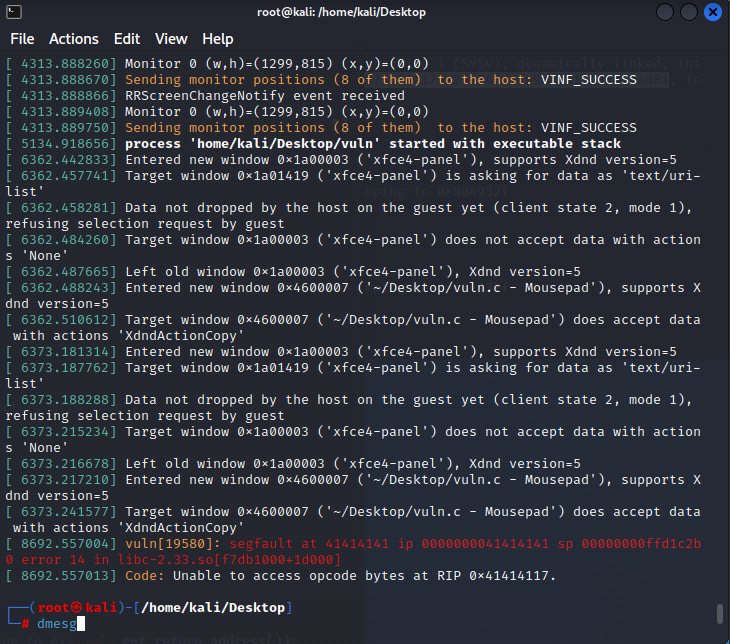 root@kali: /home/kali/Desktop
File Actions Edit View Help
[ 4313.888260] Monitor 0 (w,h)=(1299,815) (x,y)=(0,0)
[ 4313.888670] Sending monitor positions (8 of them)  to the host: VINF_SUCCESS
[ 4313.888866] RRScreenChangeNotify event received
[ 4313.889408] Monitor 0 (w,h)=(1299,815) (x,y)=(0,0)
[ 4313.889750] Sending monitor positions (8 of them)  to the host: VINF_SUCCESS
[ 5134.918656] process 'home/kali/Desktop/vuln' started with executable stack
[ 6362.442833] Entered new window 0×1a00003 ('xfce4-panel'), supports Xdnd version=5
[ 6362.457741] Target window 0×1a01419 ('xfce4-panel') is asking for data as 'text/uri-
list'
[ 6362.458281] Data not dropped by the host on the guest yet (client state 2, mode 1),
refusing selection request by guest
[ 6362.484260] Target window 0×1a00003 ('xfce4-panel') does not accept data with action
s 'None'
[ 6362.487665] Left old window 0×1a00003 ('xfce4-panel'), Xdnd version=5
[ 6362.488243] Entered new window 0×4600007 ('~/Desktop/vuln.c - Mousepad'), supports X
dnd version=5
[ 6362.510612] Target window 0×4600007 ('~/Desktop/vuln.c - Mousepad') does accept data
 with actions 'XdndActionCopy'
[ 6373.181314] Entered new window 0×1a00003 ('xfce4-panel'), supports Xdnd version=5
[ 6373.187762] Target window 0×1a01419 ('xfce4-panel') is asking for data as 'text/uri-
list'
[ 6373.188288] Data not dropped by the host on the guest yet (client state 2, mode 1),
refusing selection request by guest
[ 6373.215234] Target window 0×1a00003 ('xfce4-panel') does not accept data with action
s 'None'
[ 6373.216678] Left old window 0×1a00003 ('xfce4-panel'), Xdnd version=5
[ 6373.217210] Entered new window 0×4600007 ('~/Desktop/vuln.c - Mousepad'), supports X
dnd version=5
[ 6373.241577] Target window 0×4600007 ('~/Desktop/vuln.c - Mousepad') does accept data
 with actions 'XdndActionCopy'
[ 8692.557004] vuln[19580]: segfault at 41414141 ip 0000000041414141 sp 00000000ffd1c2b
0 error 14 in libc-2.33.so[f7db1000+1d000]
[ 8692.557013] Code: Unable to access opcode bytes at RIP 0×41414117.
(root㉿kali)-[/home/kali/Desktop]
# dmesg